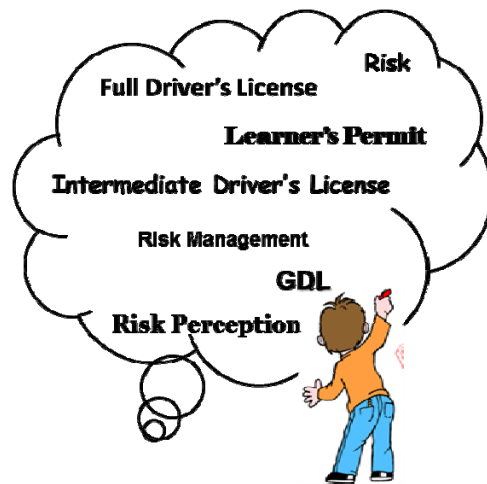 Risk
Full Driver's License
Learner's Permit
Intermediate Driver's License
Risk Management
GDL
Risk Perception